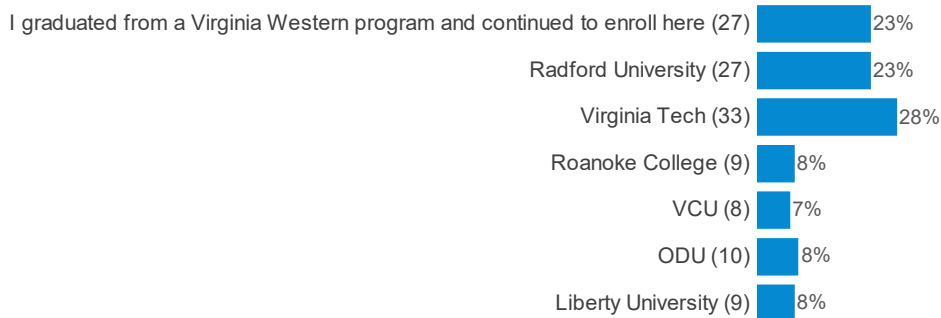 I graduated from a Virginia Western program and continued to enroll here (27) 23%
Radford University (27) 23%
Virginia Tech (33) 28%
Roanoke College (9) 8%
VCU (8) 7%
ODU (10) 8%
Liberty University (9) 8%